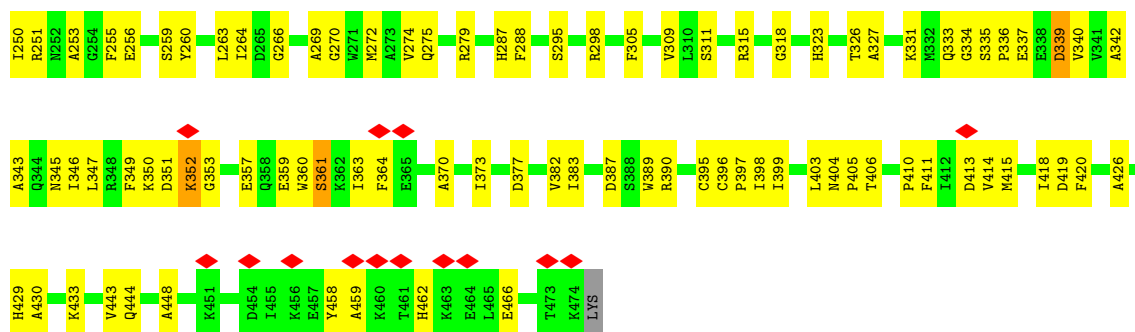 I250 R251 N252 A253 G254 F255 E256 S259 Y260 L263 I264 D265 G266 A269 G270 W271 M272 A273 V274 Q275 R279 H287 F288 S295 R298 F305 V309 L310 S311 R315 G318 H323 T326 A327 K331 M332 Q333 G334 S335 P336 E337 E338 D339 V340 V341 A342
A343 Q344 N345 I346 L347 R348 F349 K350 D351 K352 G353 E357 Q358 E359 W360 S361 K362 I363 F364 E365 A370 I373 D377 V382 I383 D387 S388 W389 R390 C395 C396 P397 I398 I399 L403 N404 P405 T406 P410 F411 I412 D413 V414 M415 I418 D419 F420 A426
H429 A430 K433 V443 Q444 A448 K451 D454 I455 K456 E457 Y458 A459 K460 T461 H462 K463 E464 L465 E466 T473 K474 LYS